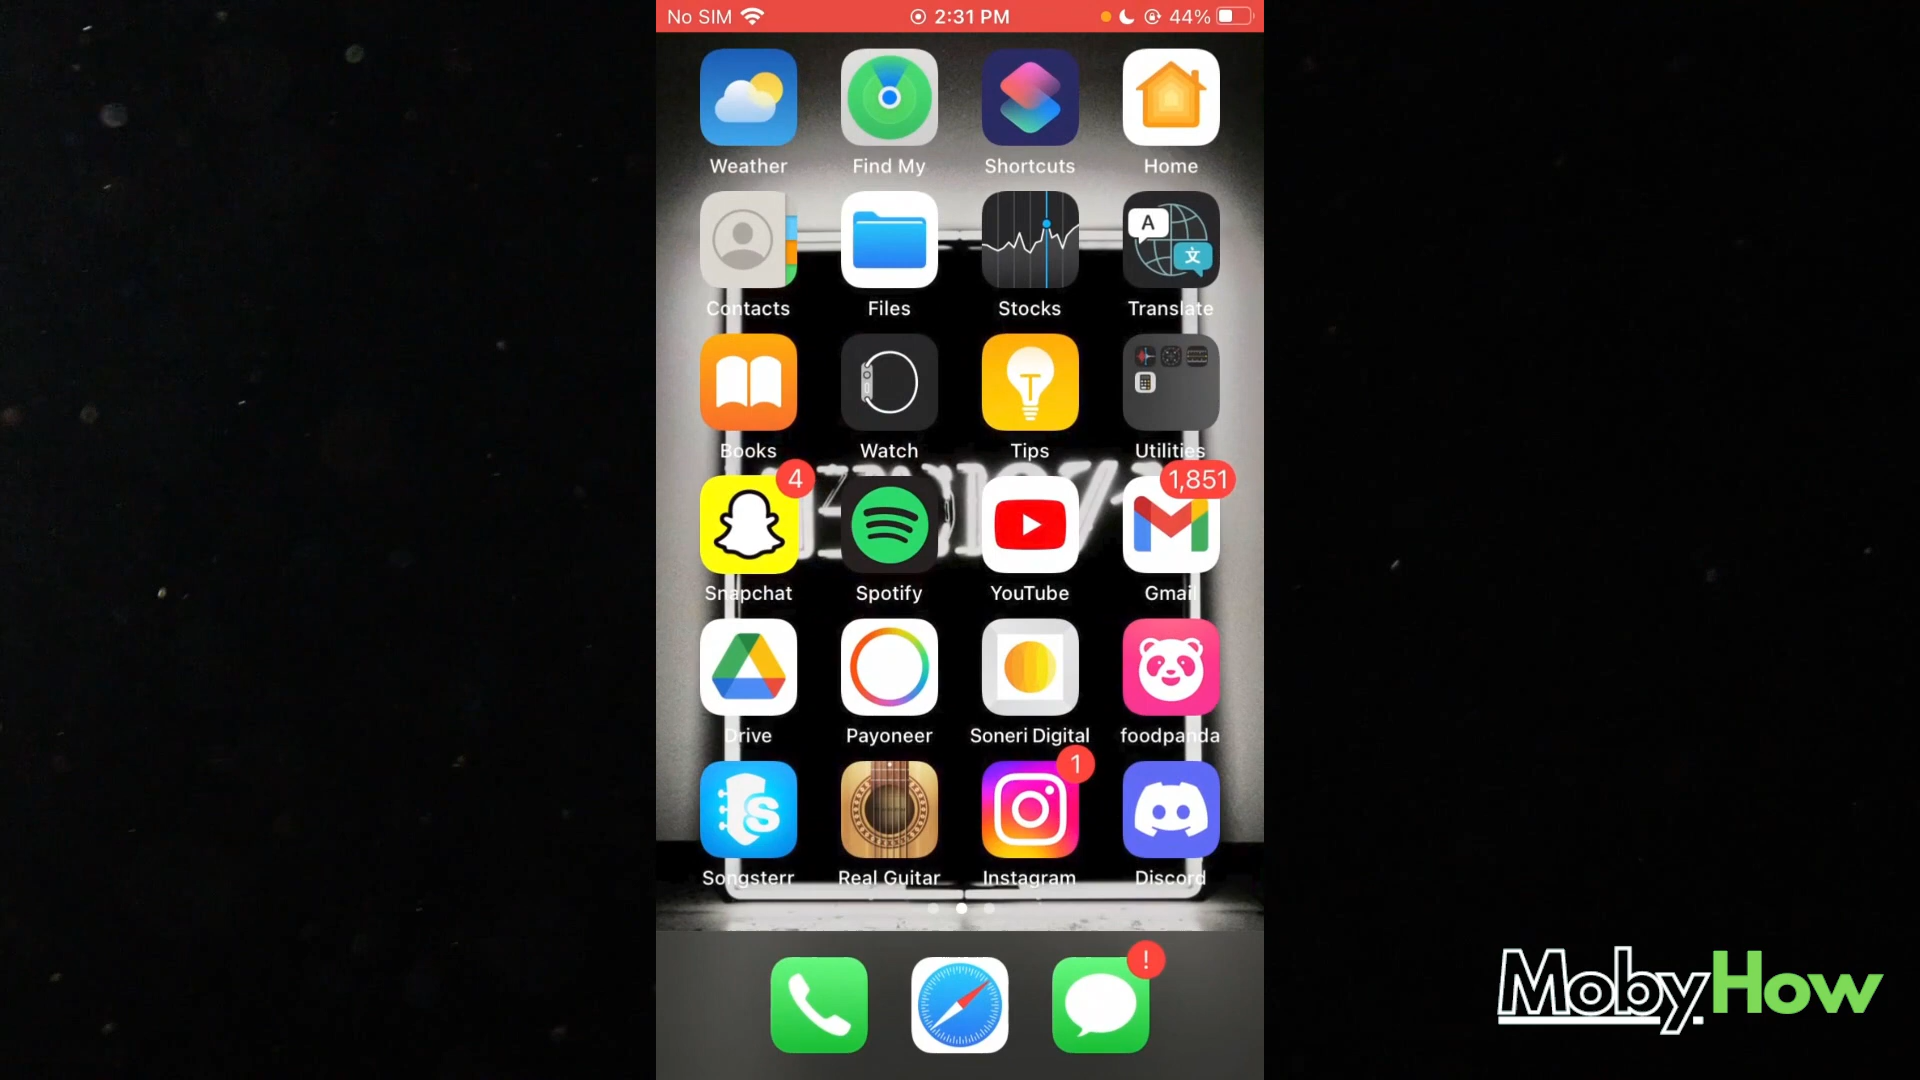 No SIM 2:31 PM 44%
Weather Find My Shortcuts Home
A 文
Contacts Files Stocks Translate
Books Watch Tips Utilities
4 1,851
Snapchat Spotify YouTube Gmail
Drive Payoneer Soneri Digital foodpanda
1
S
Songsterr Real Guitar Instagram Discord
!
MobyHow